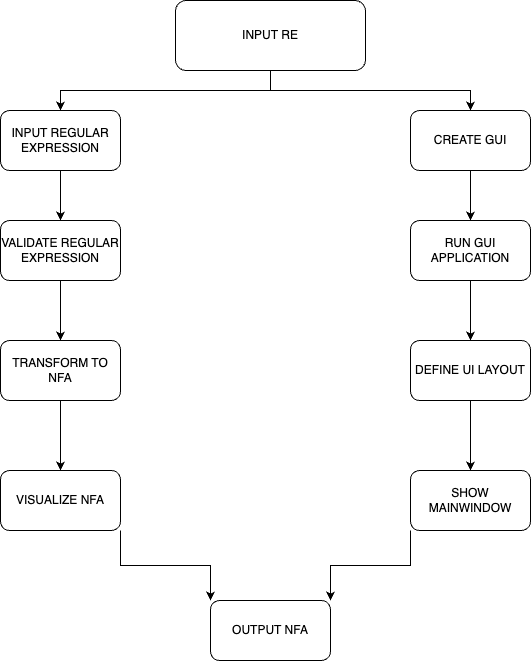 INPUT RE
INPUT REGULAR
EXPRESSION
CREATE GUI
VALIDATE REGULAR
EXPRESSION
RUN GUI
APPLICATION
TRANSFORM TO
NFA
DEFINE UI LAYOUT
VISUALIZE NFA
SHOW
MAINWINDOW
OUTPUT NFA